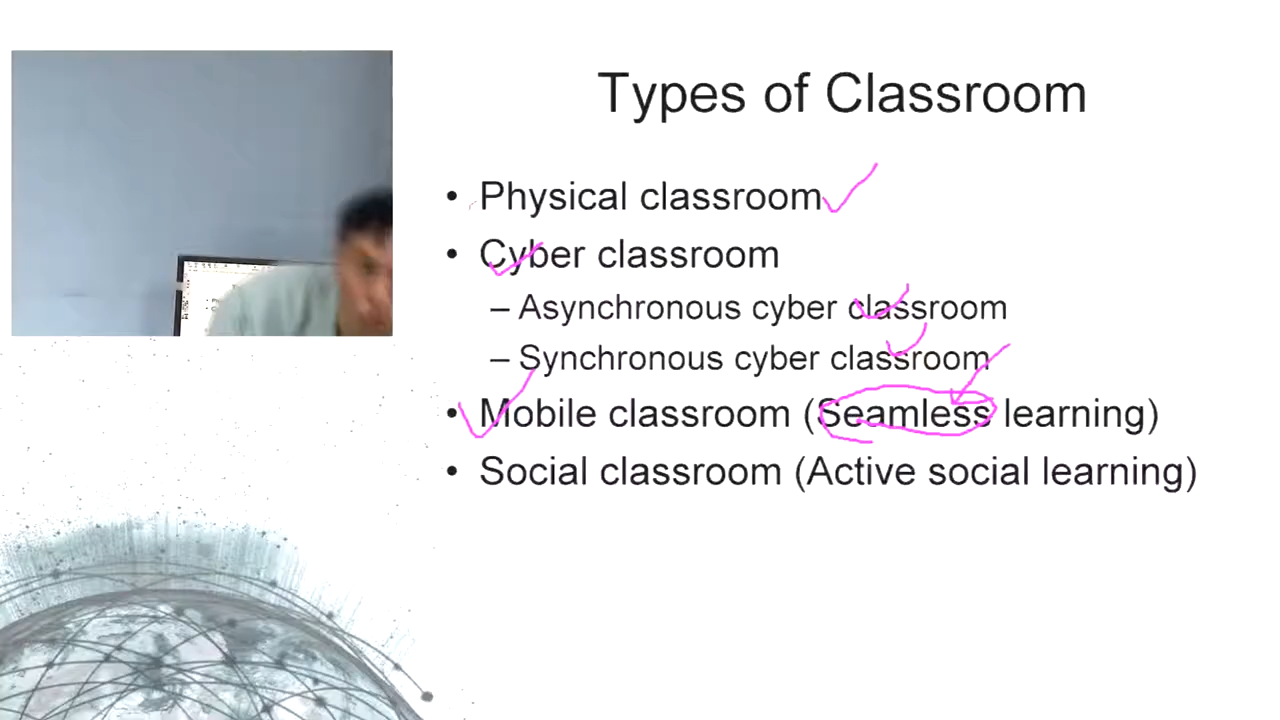 Types of Classroom
• Physical classroom
• Cyber classroom
– Asynchronous cyber classroom
– Synchronous cyber classroom
• Mobile classroom (Seamless learning)
• Social classroom (Active social learning)